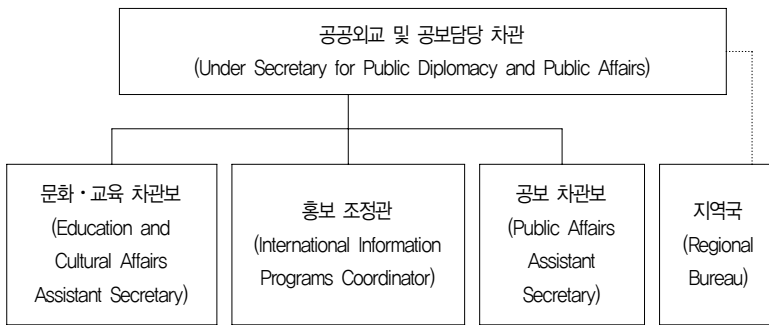 공공외교 및 공보담당 차관
(Under Secretary for Public Diplomacy and Public Affairs)
문화·교육 차관보
(Education and
Cultural Affairs
Assistant Secretary)
홍보 조정관
(International Information
Programs Coordinator)
공보 차관보
(Public Affairs
Assistant
Secretary)
지역국
(Regional
Bureau)